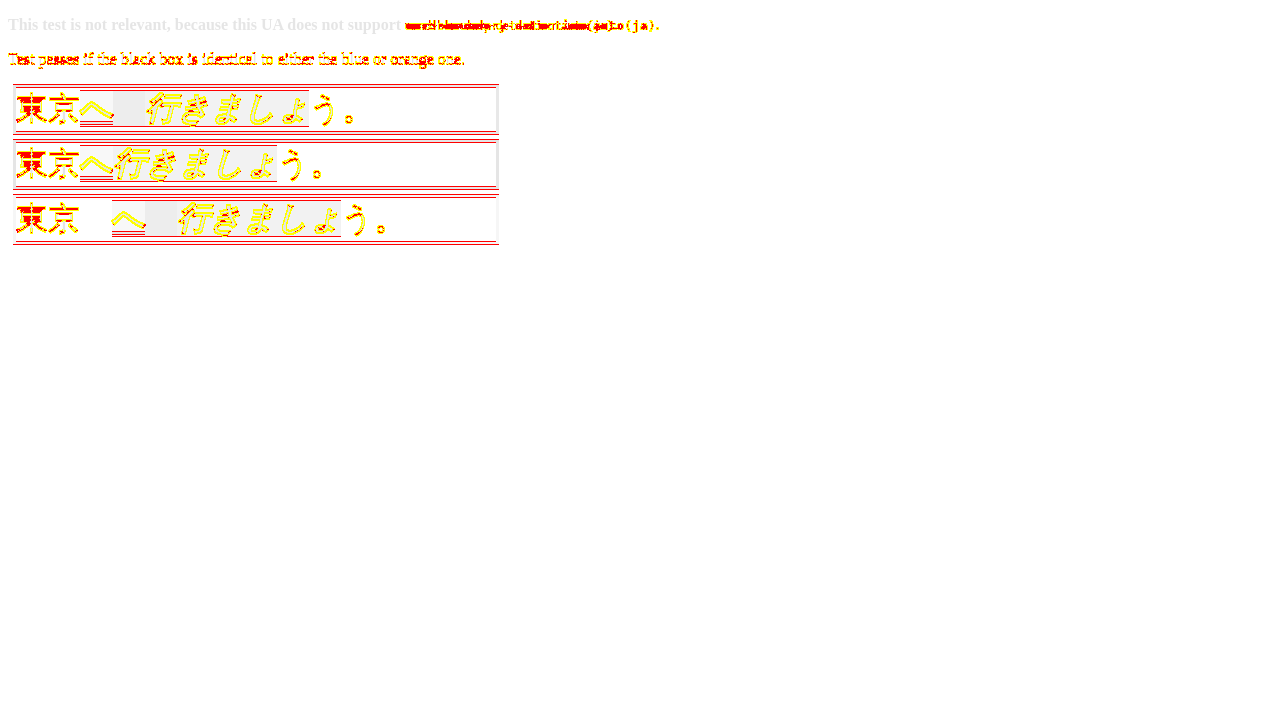 This test is not relevant, because this UA does not support
Test passes if the black box is identical to either the blue or orange one.
東京へ　行きましょう。
東京へ行きましょう。
東京　へ　行きましょう。